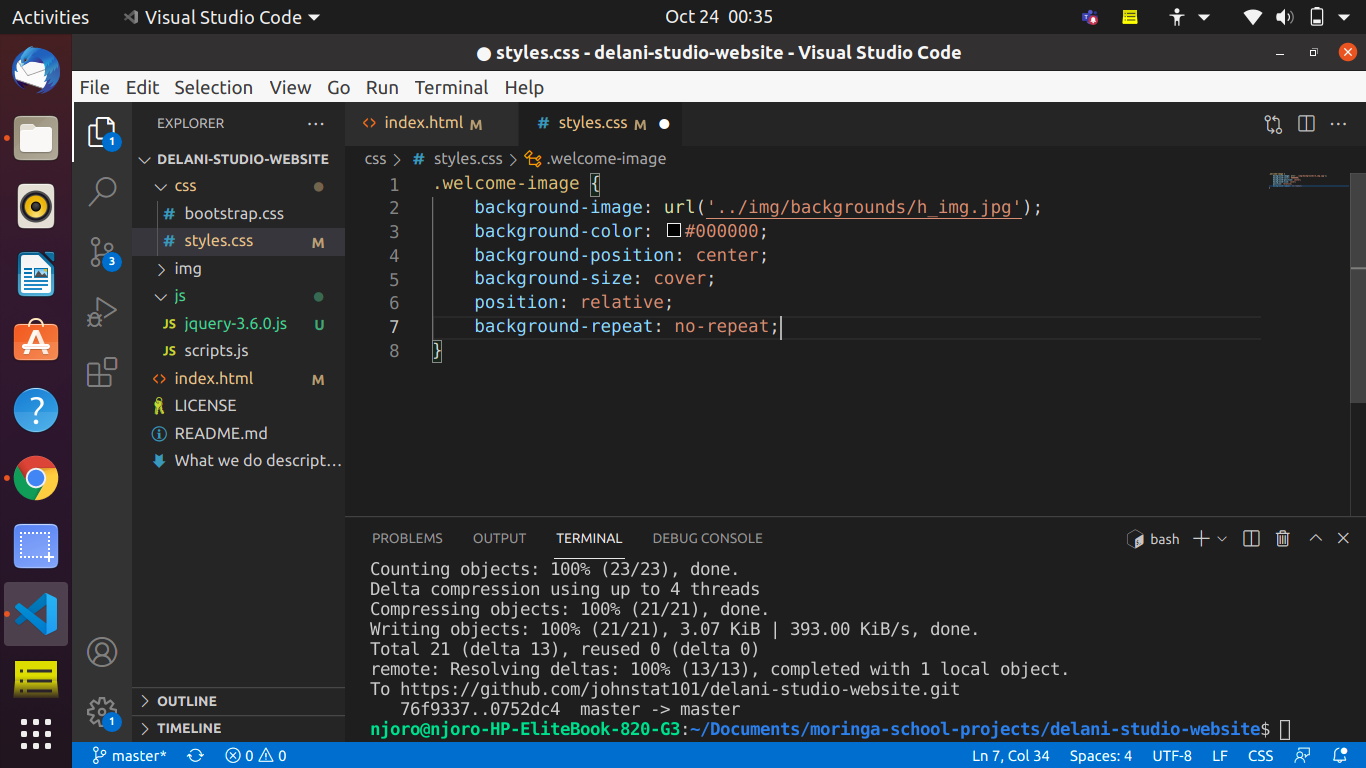 Activities
Visual Studio Code
Oct 24 00:35
styles.css - delani-studio-website - Visual Studio Code
File Edit Selection View Go Run Terminal Help
EXPLORER
1
DELANI-STUDIO-WEBSITE
css
# bootstrap.css
# styles.css M
3
img
js
JS jquery-3.6.0.js U
JS scripts.js
index.html M
LICENSE
README.md
What we do descript...
OUTLINE
TIMELINE
1
index.html M
# styles.css M
css > # styles.css > .welcome-image
1 .welcome-image {
2 background-image: url('../img/backgrounds/h_img.jpg');
3 background-color: #000000;
4 background-position: center;
5 background-size: cover;
6 position: relative;
7 background-repeat: no-repeat;
8 }
PROBLEMS OUTPUT TERMINAL DEBUG CONSOLE
bash
Counting objects: 100% (23/23), done.
Delta compression using up to 4 threads
Compressing objects: 100% (21/21), done.
Writing objects: 100% (21/21), 3.07 KiB | 393.00 KiB/s, done.
Total 21 (delta 13), reused 0 (delta 0)
remote: Resolving deltas: 100% (13/13), completed with 1 local object.
To https://github.com/johnstat101/delani-studio-website.git
76f9337..0752dc4 master -> master
njoro@njoro-HP-EliteBook-820-G3:~/Documents/moringa-school-projects/delani-studio-website$
master* 0 0
Ln 7, Col 34 Spaces: 4 UTF-8 LF CSS